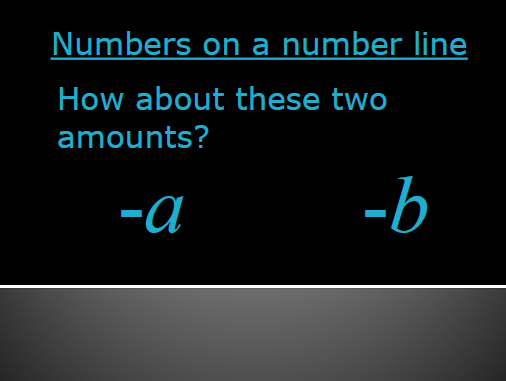 Numbers on a number line
How about these two
amounts?
-a -b